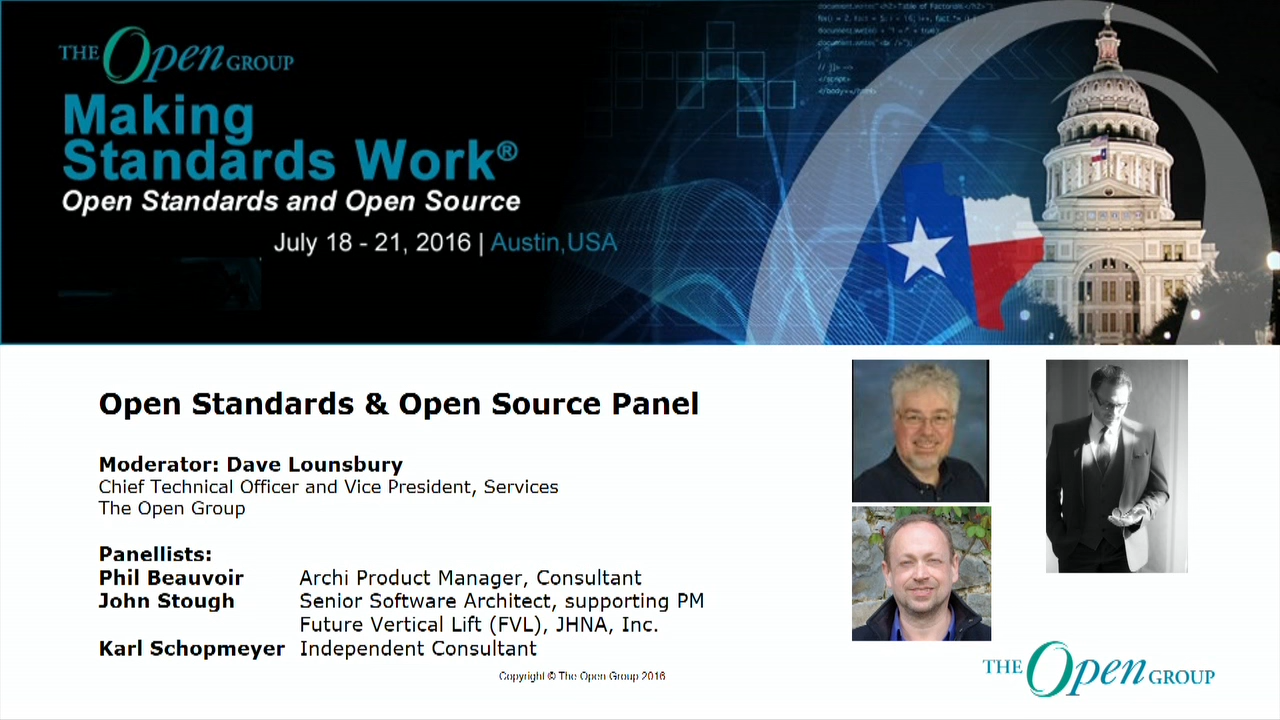 THE Open GROUP
Making
Standards Work®
Open Standards and Open Source
July 18 - 21, 2016 | Austin,USA
Open Standards & Open Source Panel
Moderator: Dave Lounsbury
Chief Technical Officer and Vice President, Services
The Open Group
Panellists:
Phil Beauvoir Archi Product Manager, Consultant
John Stough Senior Software Architect, supporting PM
Future Vertical Lift (FVL), JHNA, Inc.
Karl Schopmeyer Independent Consultant
Copyright © The Open Group 2016
THE Open GROUP